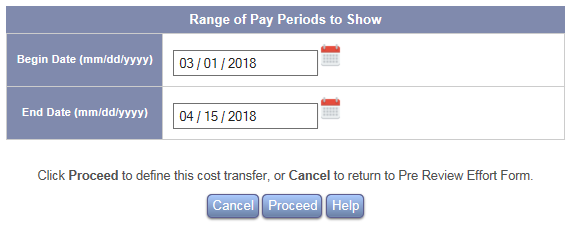 Range of Pay Periods to Show
Begin Date (mm/dd/yyyy)
03 / 01 / 2018
End Date (mm/dd/yyyy)
04 / 15 / 2018
Click Proceed to define this cost transfer, or Cancel to return to Pre Review Effort Form.
Cancel Proceed Help